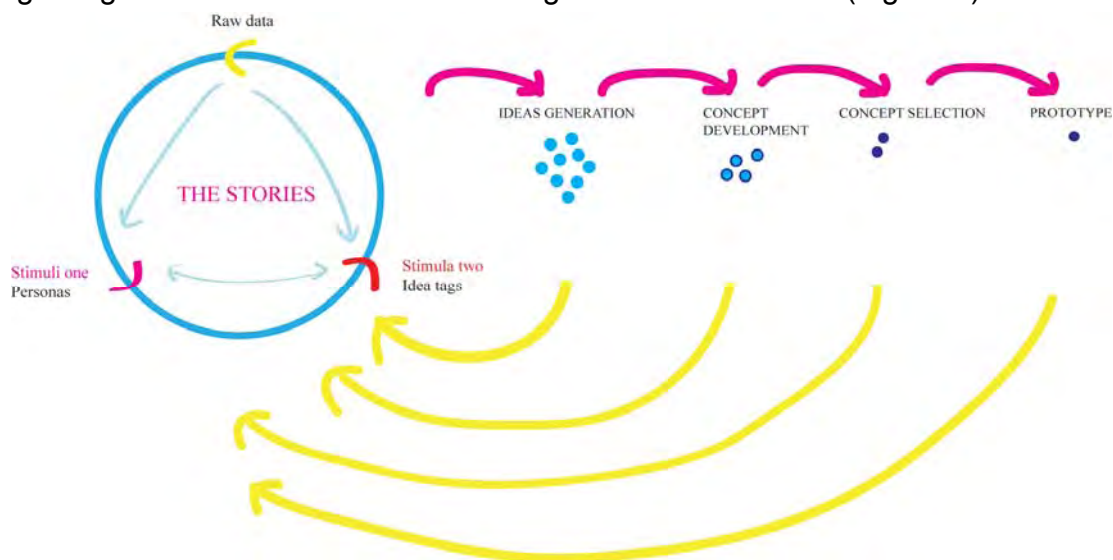 Raw data
IDEAS GENERATION
CONCEPT
DEVELOPMENT
CONCEPT SELECTION
PROTOTYPE
THE STORIES
Stimuli one
Personas
Stimula two
Idea tags